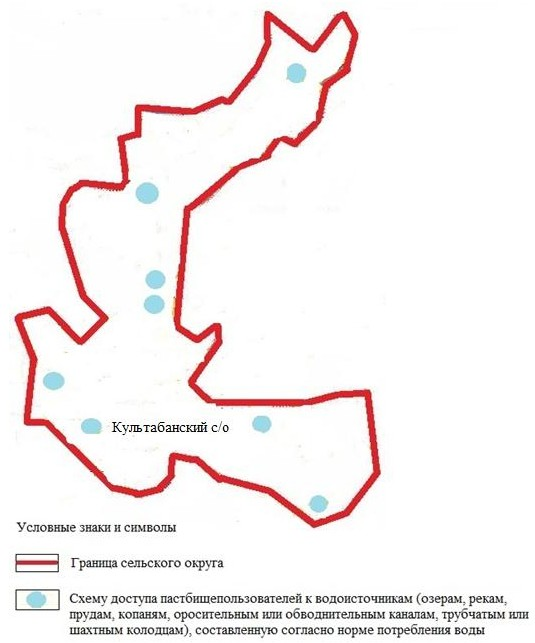 Культабанский с/о
Условные знаки и символы
Граница сельского округа
Схему доступа пастбищепользователей к водоисточникам (озерам, рекам,
прудам, копаням, оросительным или обводнительным каналам, трубчатым или
шахтным колодцам), составленную согласно норме потребления воды